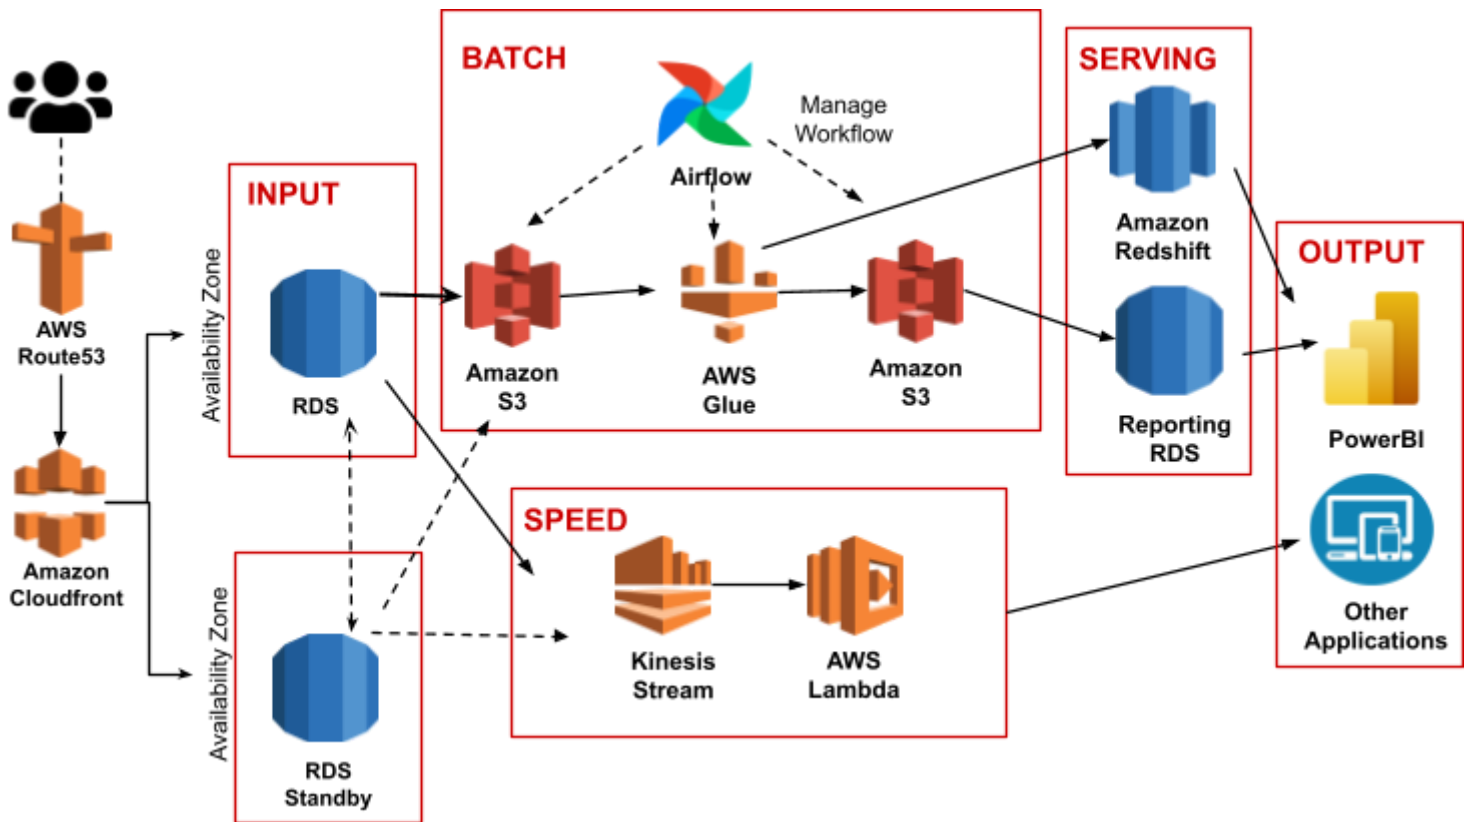 BATCH
Manage
Workflow
Airflow
SERVING
Amazon
Redshift
Reporting
RDS
INPUT
Availability Zone
RDS
Amazon
S3
AWS
Glue
Amazon
S3
OUTPUT
PowerBI
Other
Applications
AWS
Route53
Amazon
Cloudfront
SPEED
Kinesis
Stream
AWS
Lambda
Availability Zone
RDS
Standby